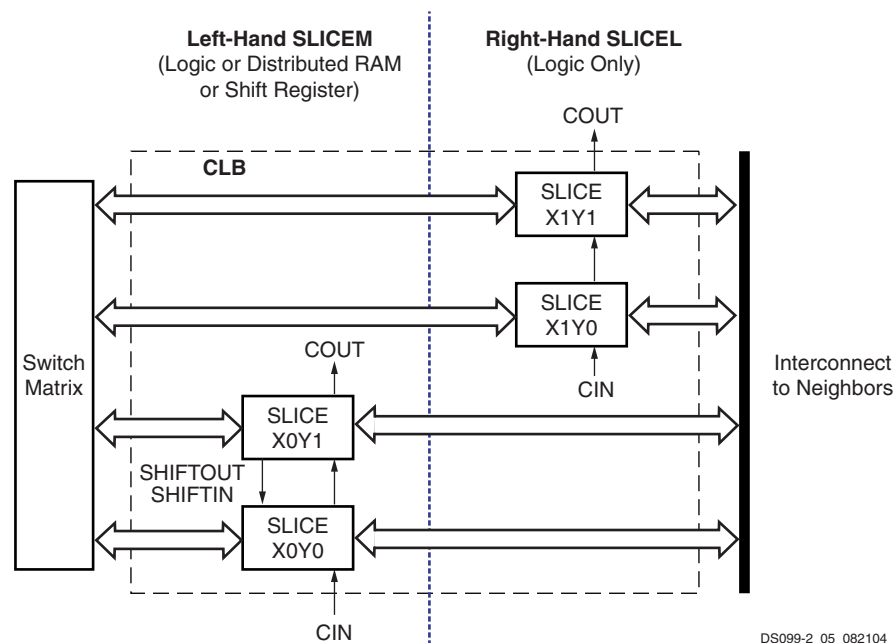 Left-Hand SLICEM
(Logic or Distributed RAM
or Shift Register)
Right-Hand SLICEL
(Logic Only)
COUT
CLB
SLICE
X1Y1
SLICE
X1Y0
COUT
Switch
Matrix
CIN
Interconnect
to Neighbors
SLICE
X0Y1
SHIFTOUT
SHIFTIN
SLICE
X0Y0
CIN
DS099-2_05_082104